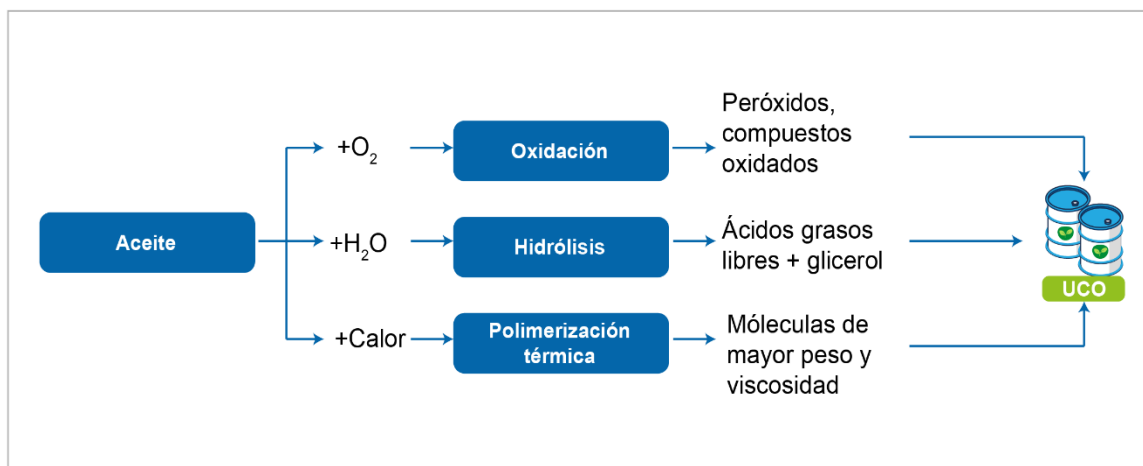 Aceite
+O₂
Oxidación
Peróxidos,
compuestos
oxidados
+H₂O
Hidrólisis
Ácidos grasos
libres + glicerol
+Calor
Polimerización
térmica
Móleculas de
mayor peso y
viscosidad
UCO